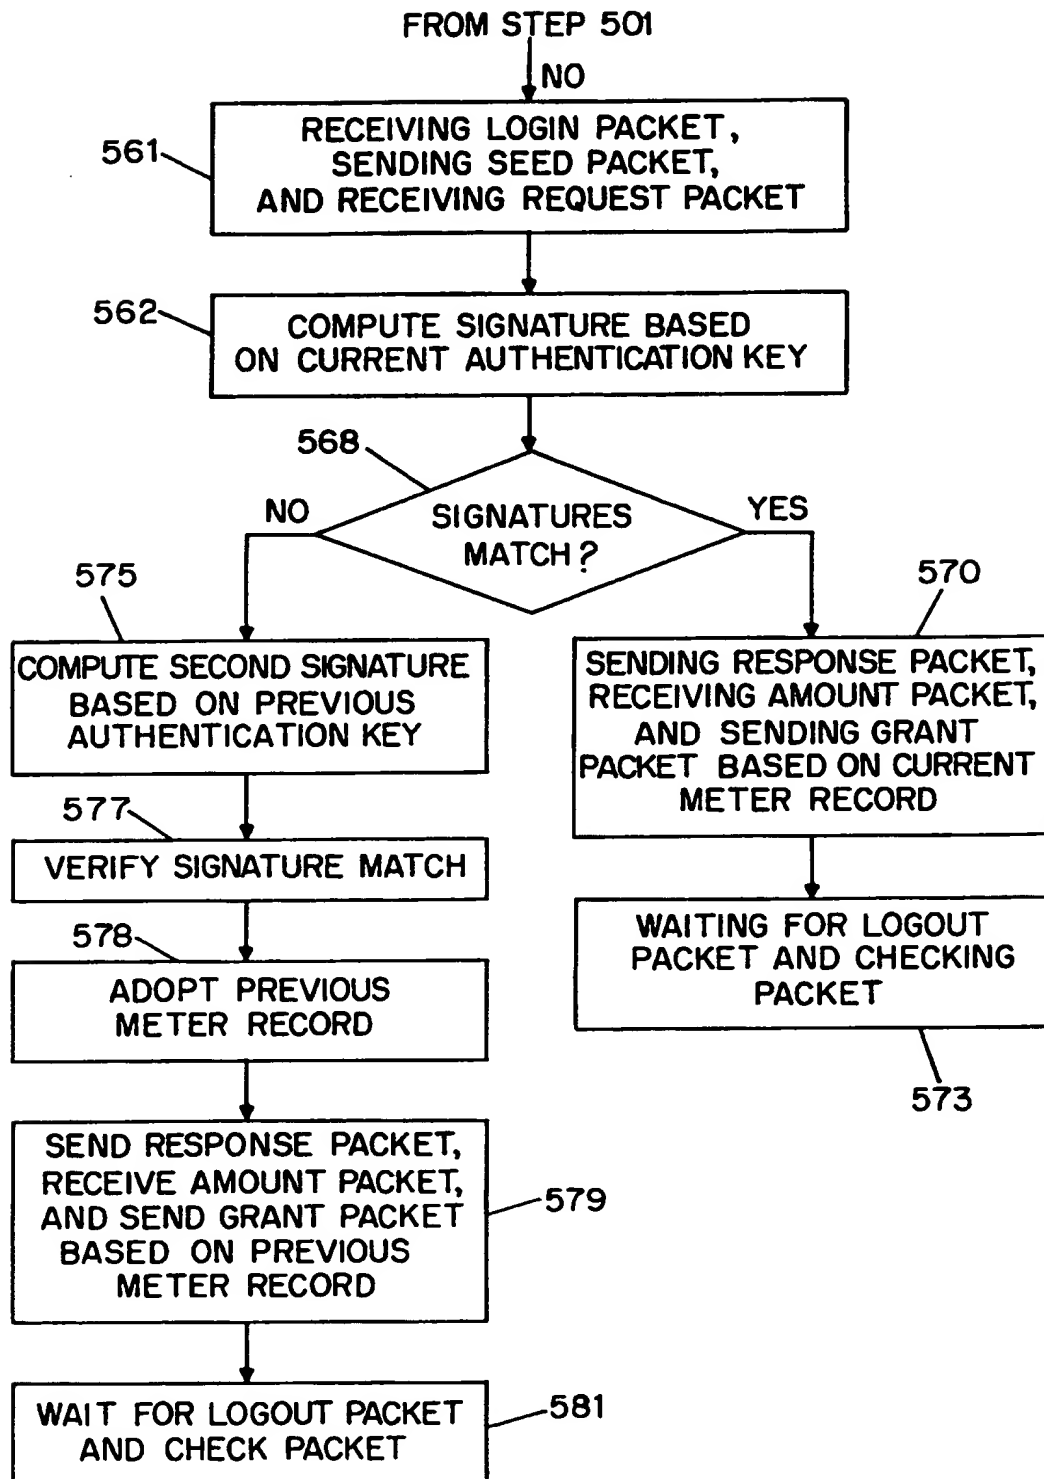 FROM STEP 501
NO
561
RECEIVING LOGIN PACKET,
SENDING SEED PACKET,
AND RECEIVING REQUEST PACKET
562
COMPUTE SIGNATURE BASED
ON CURRENT AUTHENTICATION KEY
568
SIGNATURES
MATCH?
NO
YES
575
COMPUTE SECOND SIGNATURE
BASED ON PREVIOUS
AUTHENTICATION KEY
577
VERIFY SIGNATURE MATCH
578
ADOPT PREVIOUS
METER RECORD
SEND RESPONSE PACKET,
RECEIVE AMOUNT PACKET,
AND SEND GRANT PACKET
BASED ON PREVIOUS
METER RECORD
579
WAIT FOR LOGOUT PACKET
AND CHECK PACKET
581
570
SENDING RESPONSE PACKET,
RECEIVING AMOUNT PACKET,
AND SENDING GRANT
PACKET BASED ON CURRENT
METER RECORD
WAITING FOR LOGOUT
PACKET AND CHECKING
PACKET
573